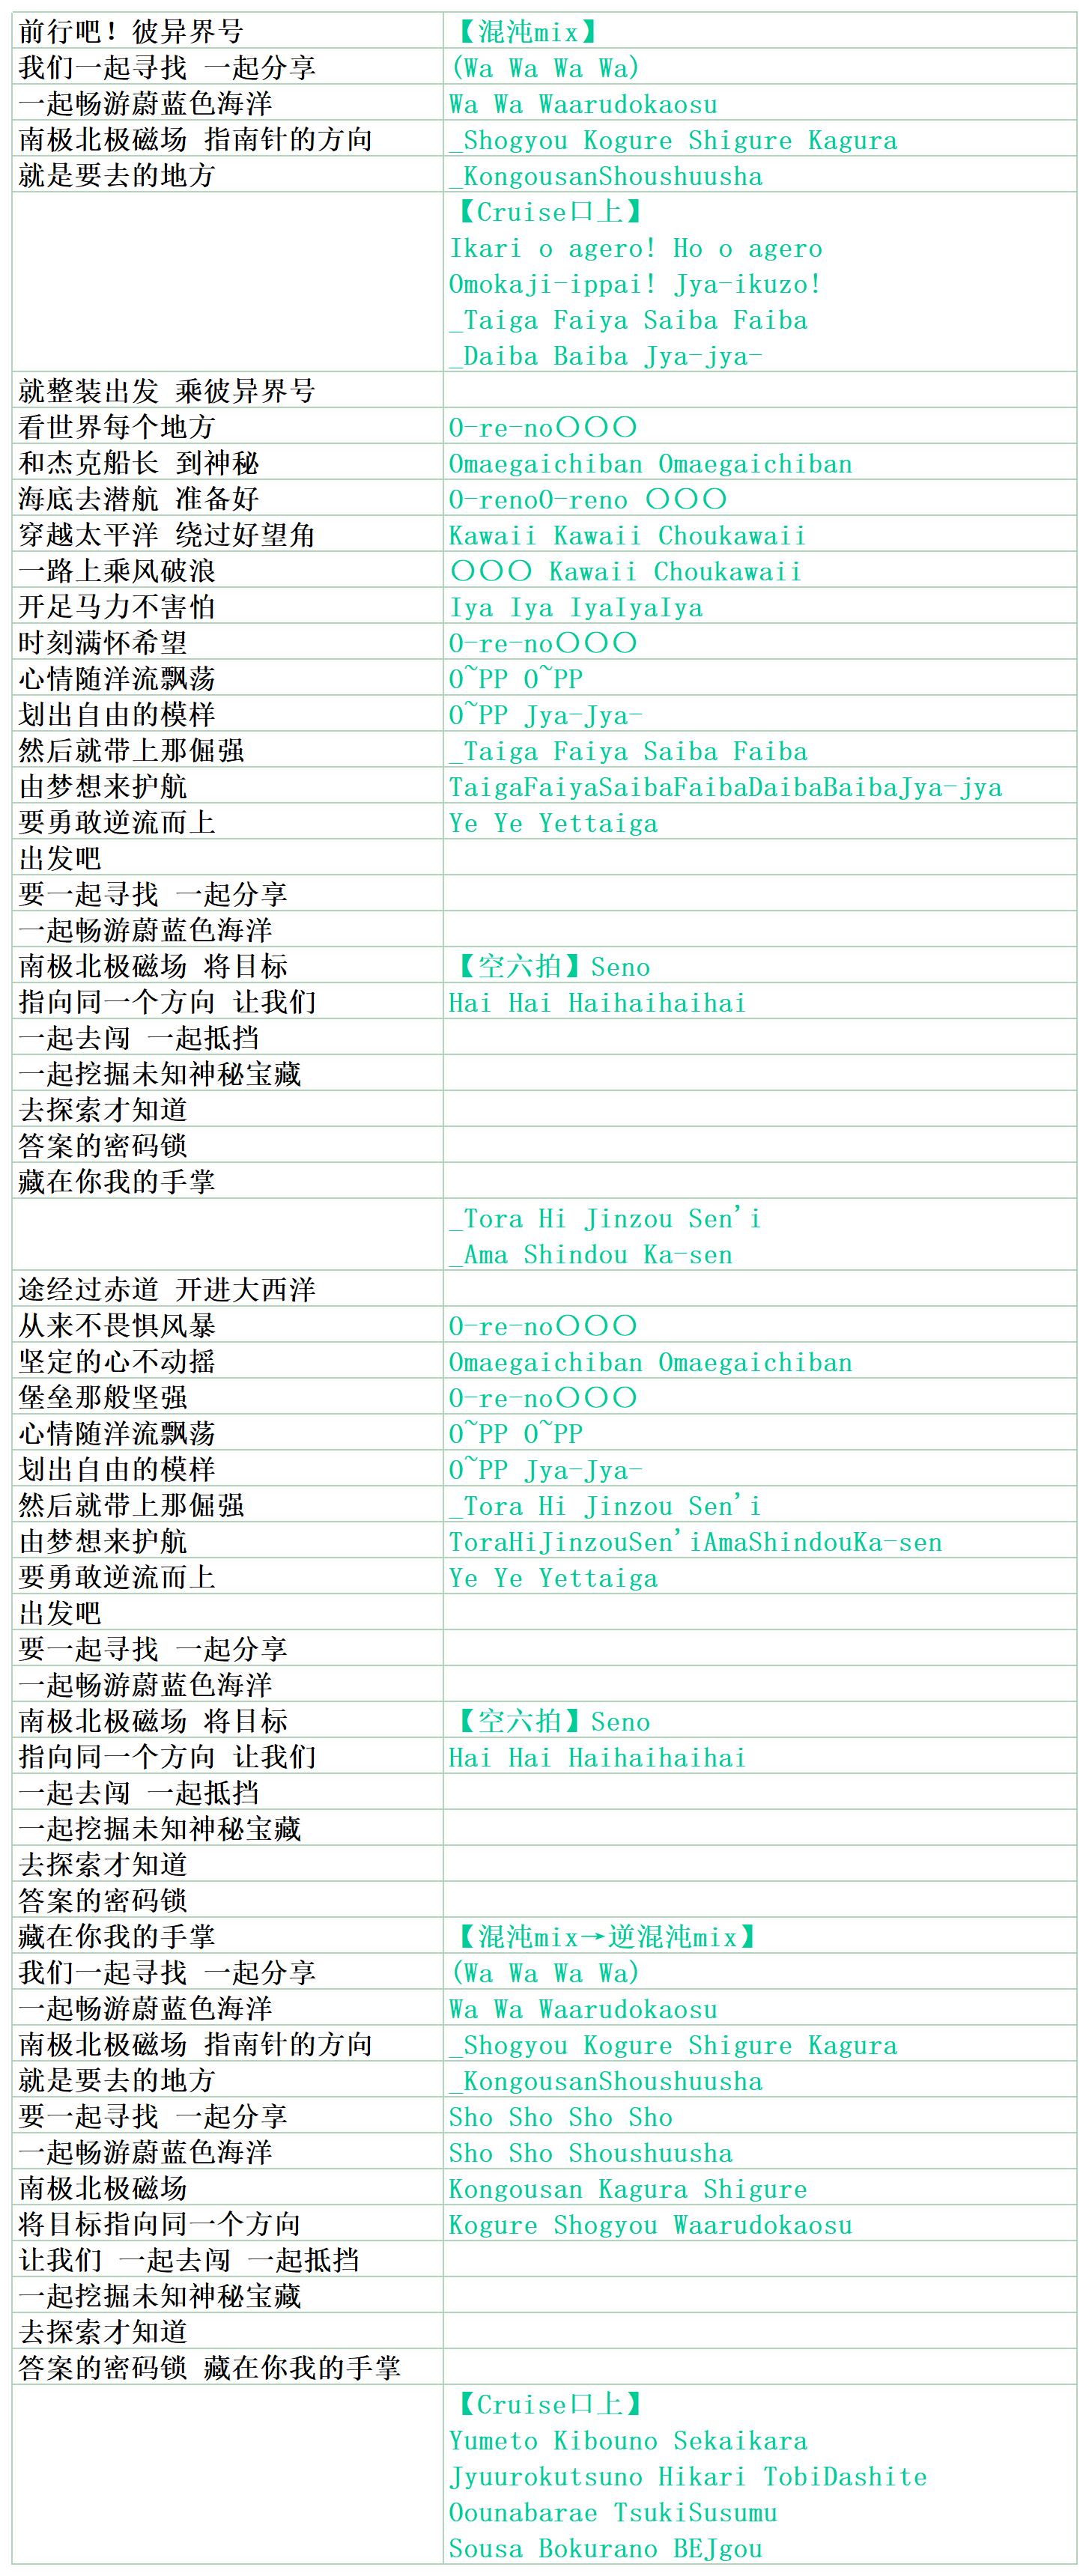 前行吧！彼异界号 【混沌mix】
我们一起寻找 一起分享 (Wa Wa Wa Wa)
一起畅游蔚蓝色海洋 Wa Wa Waarudokaosu
南极北极磁场 指南针的方向 _Shogyou Kogure Shigure Kagura
就是要去的地方 _KongousanShoushuusha
【Cruise口上】
Ikari o agero! Ho o agero
Omokaji-ippai! Jya-ikuzo!
_Taiga Faiya Saiba Faiba
_Daiba Baiba Jya-jya-
就整装出发 乘彼异界号
看世界每个地方 O-re-no〇〇〇
和杰克船长 到神秘 Omaegaichiban Omaegaichiban
海底去潜航 准备好 O-renoO-reno 〇〇〇
穿越太平洋 绕过好望角 Kawaii Kawaii Choukawaii
一路上乘风破浪 〇〇〇 Kawaii Choukawaii
开足马力不害怕 Iya Iya IyaIyaIya
时刻满怀希望 O-re-no〇〇〇
心情随洋流飘荡 O~PP O~PP
划出自由的模样 O~PP Jya-Jya-
然后就带上那倔强 _Taiga Faiya Saiba Faiba
由梦想来护航 TaigaFaiyaSaibaFaibaDaibaBaibaJya-jya
要勇敢逆流而上 Ye Ye Yettaiga
出发吧
要一起寻找 一起分享
一起畅游蔚蓝色海洋
南极北极磁场 将目标 【空六拍】Seno
指向同一个方向 让我们 Hai Hai Haihaihaihai
一起去闯 一起抵挡
一起挖掘未知神秘宝藏
去探索才知道
答案的密码锁
藏在你我的手掌
_Tora Hi Jinzou Sen'i
_Ama Shindou Ka-sen
途经过赤道 开进大西洋
从来不畏惧风暴 O-re-no〇〇〇
坚定的心不动摇 Omaegaichiban Omaegaichiban
堡垒那般坚强 O-re-no〇〇〇
心情随洋流飘荡 O~PP O~PP
划出自由的模样 O~PP Jya-Jya-
然后就带上那倔强 _Tora Hi Jinzou Sen'i
由梦想来护航 ToraHiJinzouSen'iAmaShindouKa-sen
要勇敢逆流而上 Ye Ye Yettaiga
出发吧
要一起寻找 一起分享
一起畅游蔚蓝色海洋
南极北极磁场 将目标 【空六拍】Seno
指向同一个方向 让我们 Hai Hai Haihaihaihai
一起去闯 一起抵挡
一起挖掘未知神秘宝藏
去探索才知道
答案的密码锁
藏在你我的手掌 【混沌mix→逆混沌mix】
我们一起寻找 一起分享 (Wa Wa Wa Wa)
一起畅游蔚蓝色海洋 Wa Wa Waarudokaosu
南极北极磁场 指南针的方向 _Shogyou Kogure Shigure Kagura
就是要去的地方 _KongousanShoushuusha
要一起寻找 一起分享 Sho Sho Sho Sho
一起畅游蔚蓝色海洋 Sho Sho Shoushuusha
南极北极磁场 Kongousan Kagura Shigure
将目标指向同一个方向 Kogure Shogyou Waarudokaosu
让我们 一起去闯 一起抵挡
一起挖掘未知神秘宝藏
去探索才知道
答案的密码锁 藏在你我的手掌
【Cruise口上】
Yumeto Kibouno Sekaikara
Jyuurokutsuno Hikari TobiDashite
Oounabarae TsukiSusumu
Sousa Bokurano BEJgou